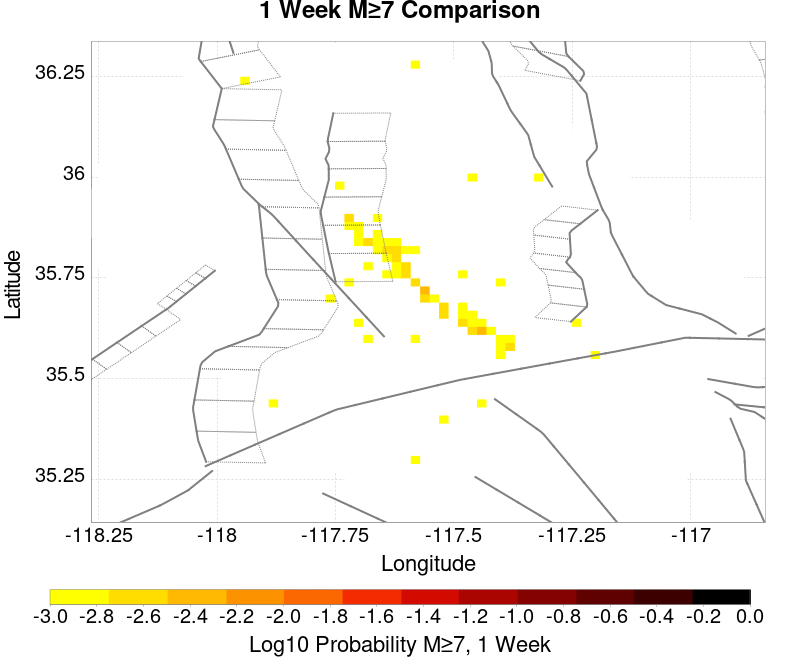 1 Week M≥7 Comparison
36.25
36
35.75
35.5
35.25
Latitude
-118.25 -118 -117.75 -117.5 -117.25 -117
Longitude
-3.0 -2.8 -2.6 -2.4 -2.2 -2.0 -1.8 -1.6 -1.4 -1.2 -1.0 -0.8 -0.6 -0.4 -0.2 0.0
Log10 Probability M≥7, 1 Week